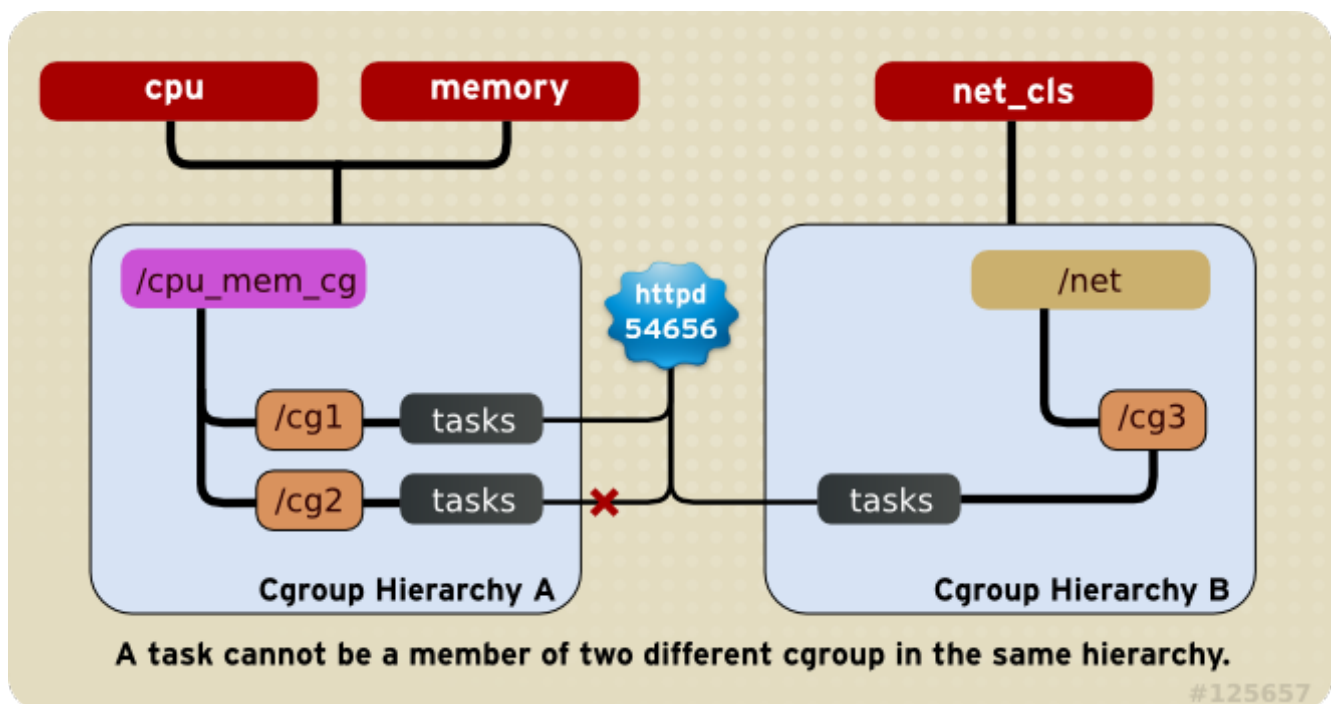 cpu
memory
net_cls
/cpu_mem_cg
httpd
54656
/net
/cg1
tasks
/cg3
/cg2
tasks
tasks
Cgroup Hierarchy A
Cgroup Hierarchy B
A task cannot be a member of two different cgroup in the same hierarchy.
#125657